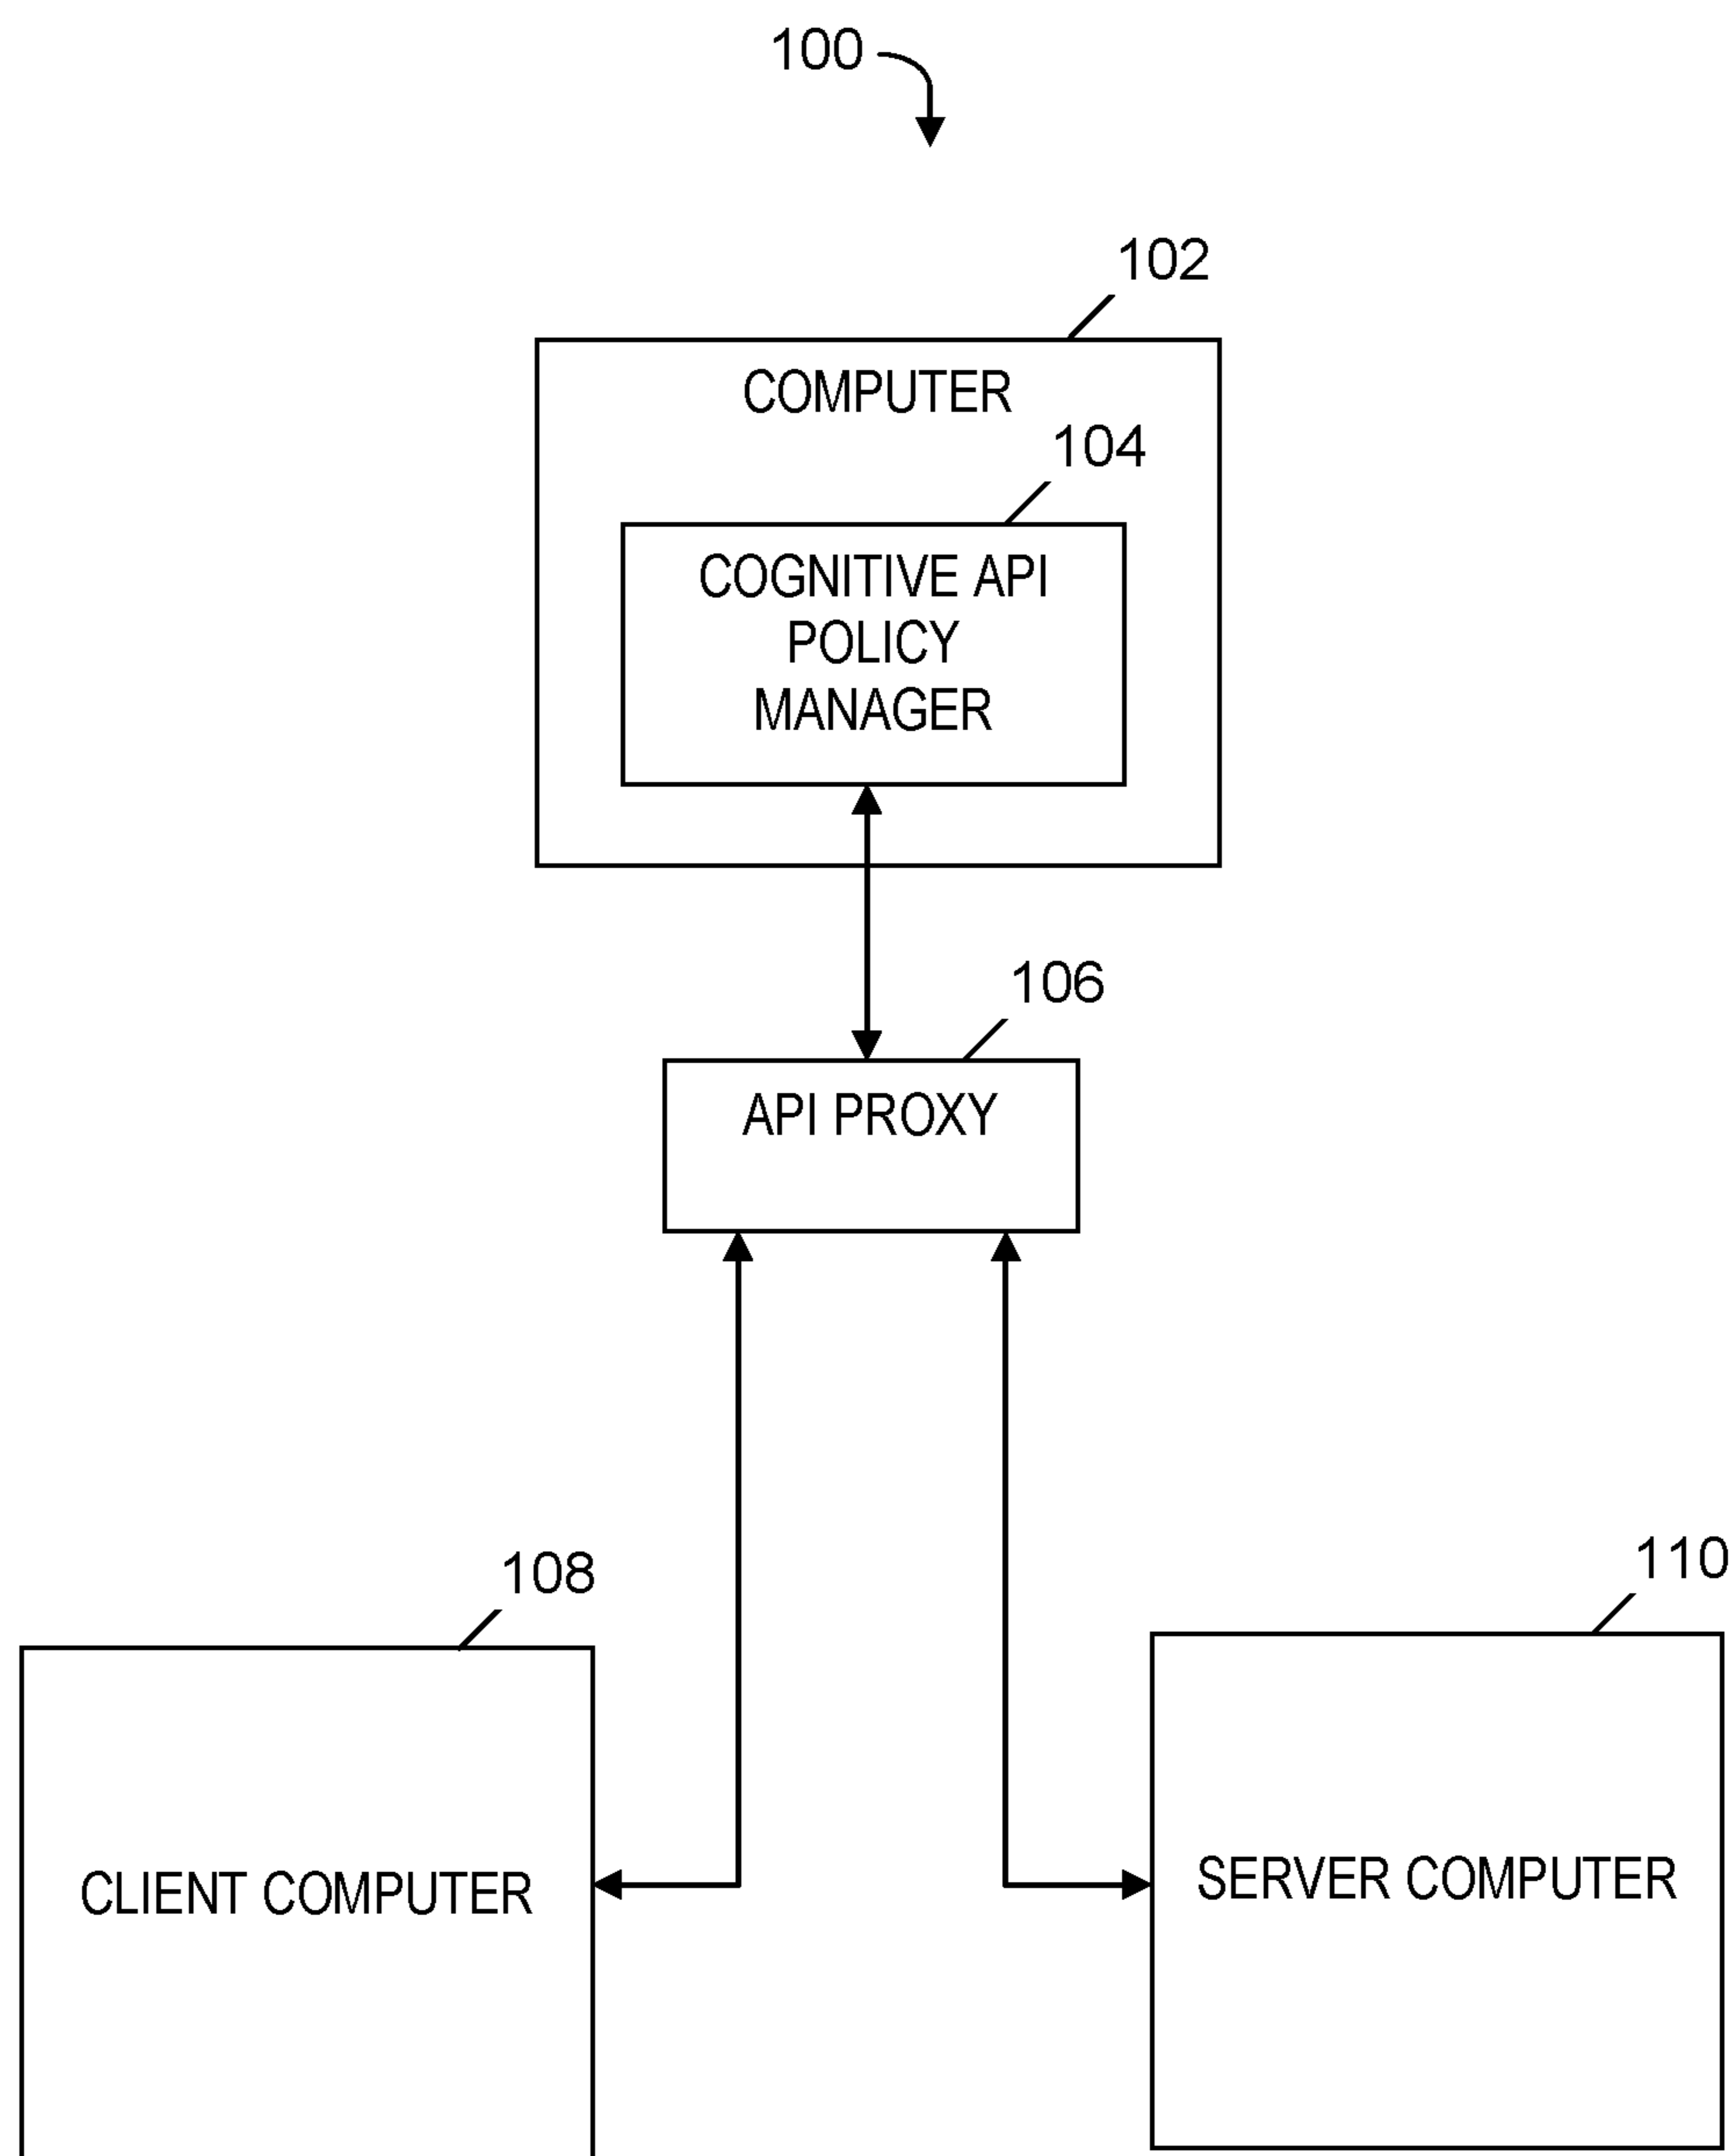 100
102
COMPUTER
104
COGNITIVE API
POLICY
MANAGER
106
API PROXY
108
110
CLIENT COMPUTER
SERVER COMPUTER